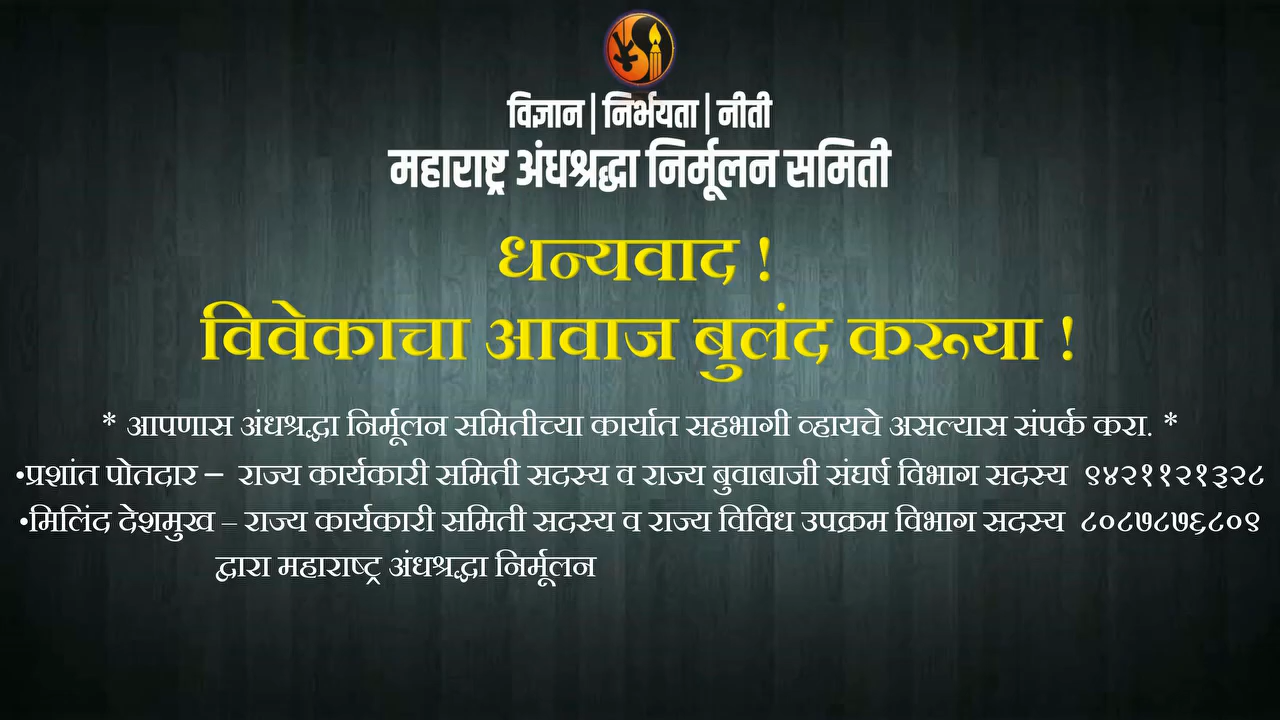 विज्ञान | निर्भयता | नीती
महाराष्ट्र अंधश्रद्धा निर्मूलन समिती
धन्यवाद !
विवेकाचा आवाज बुलंद करूया !
* आपणास अंधश्रद्धा निर्मूलन समितीच्या कार्यात सहभागी व्हायचे असल्यास संपर्क करा. *
•प्रशांत पोतदार – राज्य कार्यकारी समिती सदस्य व राज्य बुवाबाजी संघर्ष विभाग सदस्य ९४२११२१३२८
•मिलिंद देशमुख – राज्य कार्यकारी समिती सदस्य व राज्य विविध उपक्रम विभाग सदस्य ८०८७८७६८०९
द्वारा महाराष्ट्र अंधश्रद्धा निर्मूलन